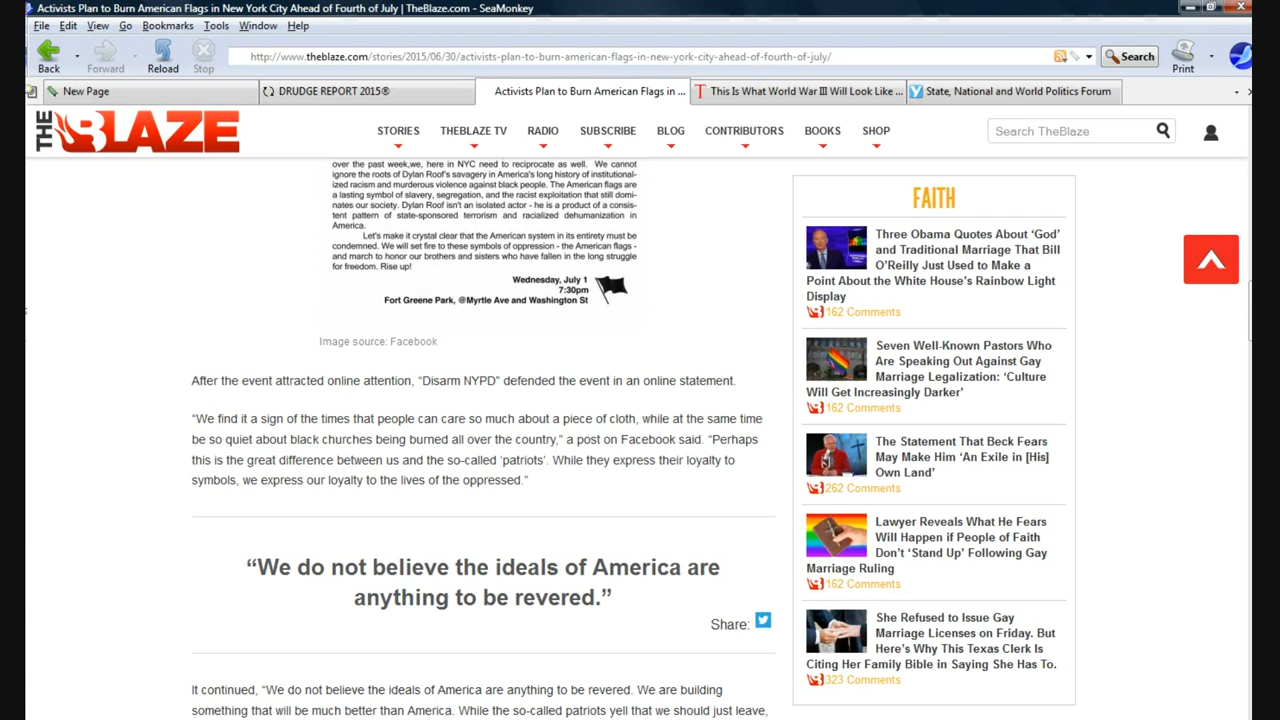 Activists Plan to Burn American Flags in New York City Ahead of Fourth of July | TheBlaze.com - SeaMonkey
File Edit View Go Bookmarks Tools Window Help
http://www.theblaze.com/stories/2015/06/30/activists-plan-to-burn-american-flags-in-new-york-city-ahead-of-fourth-of-july/
Search
Back Forward Reload Stop Print
New Page
DRUDGE REPORT 2015®
Activists Plan to Burn American Flags in ...
This Is What World War III Will Look Like ...
State, National and World Politics Forum
THE BLAZE
STORIES THEBLAZE TV RADIO SUBSCRIBE BLOG CONTRIBUTORS BOOKS SHOP
Search TheBlaze
over the past week,we, here in NYC need to reciprocate as well. We cannot
ignore the roots of Dylan Roof's savagery in America's long history of institutional-
ized racism and murderous violence against black people. The American flags are
a lasting symbol of slavery, segregation, and the racist exploitation that still domi-
nates our society. Dylan Roof isn't an isolated actor - he is a product of a consis-
tent pattern of state-sponsored terrorism and racialized dehumanization in
America.
Let's make it crystal clear that the American system in its entirety must be
condemned. We will set fire to these symbols of oppression - the American flags -
and march to honor our brothers and sisters who have fallen in the long struggle
for freedom. Rise up!
Wednesday, July 1
7:30pm
Fort Greene Park, @Myrtle Ave and Washington St
Image source: Facebook
After the event attracted online attention, “Disarm NYPD” defended the event in an online statement.
“We find it a sign of the times that people can care so much about a piece of cloth, while at the same time
be so quiet about black churches being burned all over the country,” a post on Facebook said. “Perhaps
this is the great difference between us and the so-called ‘patriots’. While they express their loyalty to
symbols, we express our loyalty to the lives of the oppressed.”
“We do not believe the ideals of America are
anything to be revered.”
Share:
It continued, “We do not believe the ideals of America are anything to be revered. We are building
something that will be much better than America. While the so-called patriots yell that we should just leave,
FAITH
Three Obama Quotes About ‘God’
and Traditional Marriage That Bill
O’Reilly Just Used to Make a
Point About the White House’s Rainbow Light
Display
162 Comments
Seven Well-Known Pastors Who
Are Speaking Out Against Gay
Marriage Legalization: ‘Culture
Will Get Increasingly Darker’
162 Comments
The Statement That Beck Fears
May Make Him ‘An Exile in [His]
Own Land’
262 Comments
Lawyer Reveals What He Fears
Will Happen if People of Faith
Don’t ‘Stand Up’ Following Gay
Marriage Ruling
162 Comments
She Refused to Issue Gay
Marriage Licenses on Friday. But
Here’s Why This Texas Clerk Is
Citing Her Family Bible in Saying She Has To.
323 Comments